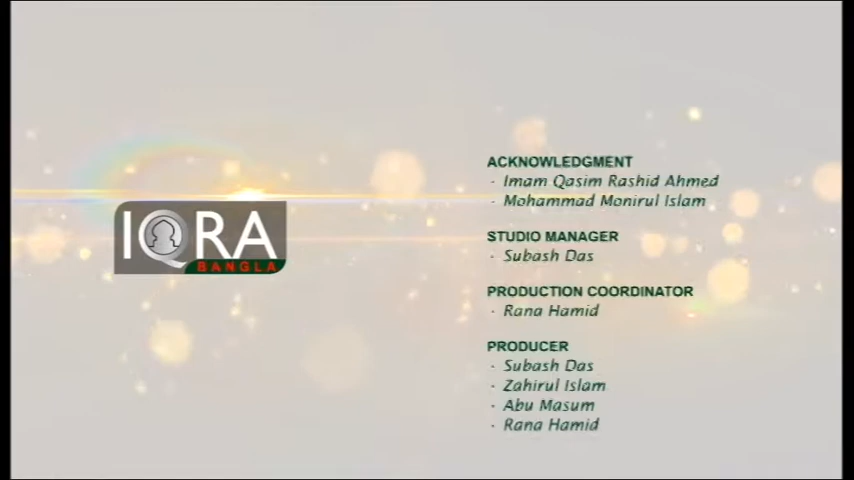 IQRA
BANGLA
ACKNOWLEDGMENT
- Imam Qasim Rashid Ahmed
- Mohammad Monirul Islam
STUDIO MANAGER
- Subash Das
PRODUCTION COORDINATOR
- Rana Hamid
PRODUCER
- Subash Das
- Zahirul Islam
- Abu Masum
- Rana Hamid